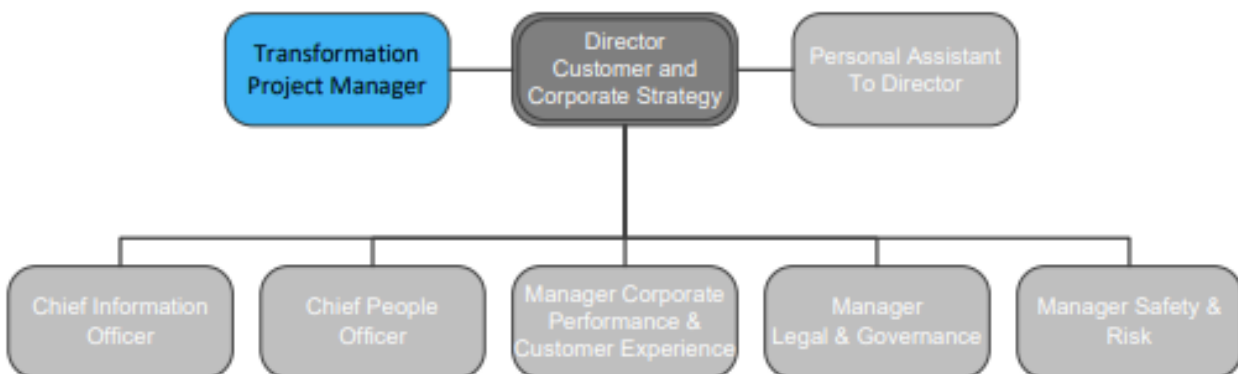 Transformation
Project Manager
Director
Customer and
Corporate Strategy
Personal Assistant
To Director
Chief Information
Officer
Chief People
Officer
Manager Corporate
Performance &
Customer Experience
Manager
Legal & Governance
Manager Safety &
Risk